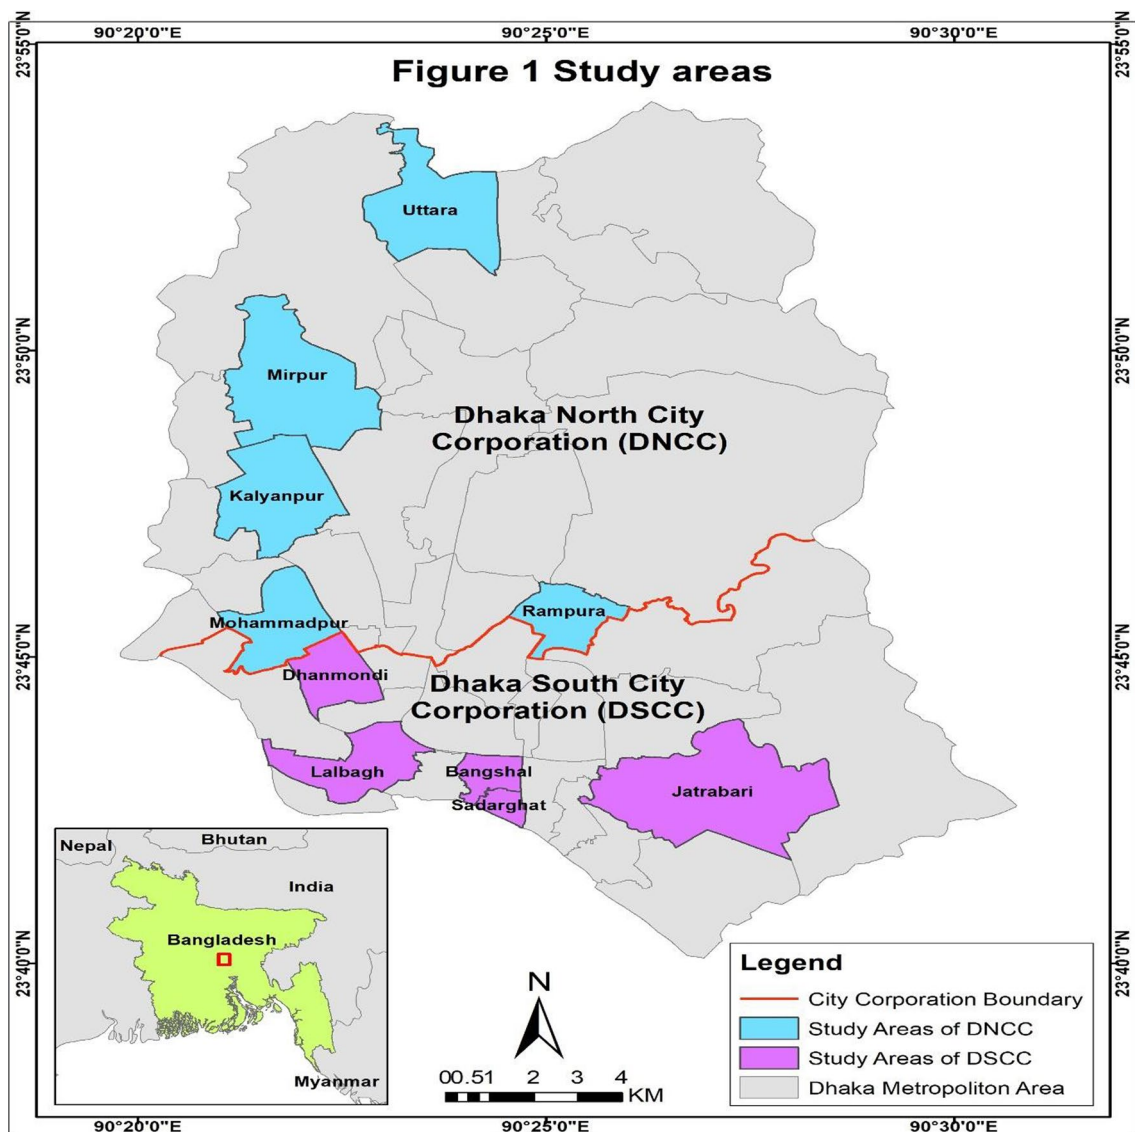 90°20'0"E
90°25'0"E
90°30'0"E
23°55'0"N
23°55'0"N
Figure 1 Study areas
Uttara
23°50'0"N
23°50'0"N
Mirpur
Dhaka North City
Corporation (DNCC)
Kalyanpur
Rampura
Mohammadpur
23°45'0"N
23°45'0"N
Dhanmondi
Dhaka South City
Corporation (DSCC)
Lalbagh
Bangshal
Jatrabari
Sadarghat
Nepal
Bhutan
India
Bangladesh
Myanmar
23°40'0"N
23°40'0"N
N
00.51 2 3 4
KM
Legend
City Corporation Boundary
Study Areas of DNCC
Study Areas of DSCC
Dhaka Metropoliton Area
90°20'0"E
90°25'0"E
90°30'0"E